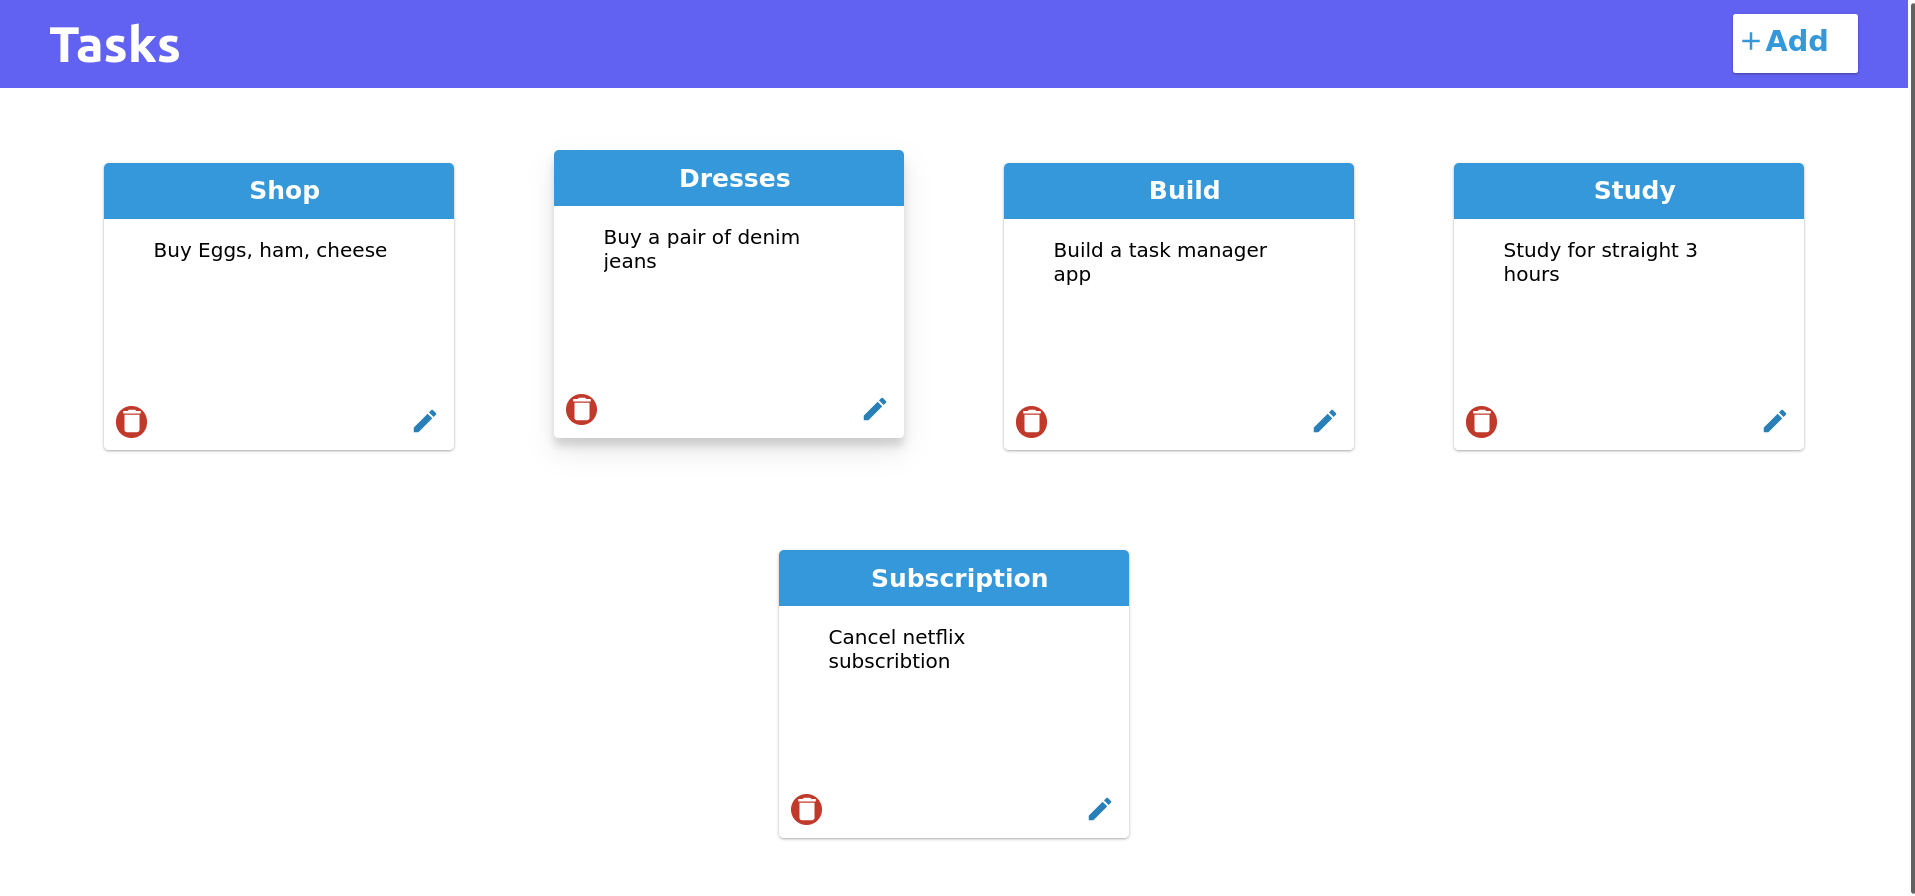 Tasks
+ Add
Shop
Buy Eggs, ham, cheese
Dresses
Buy a pair of denim
jeans
Build
Build a task manager
app
Study
Study for straight 3
hours
Subscription
Cancel netflix
subscribtion